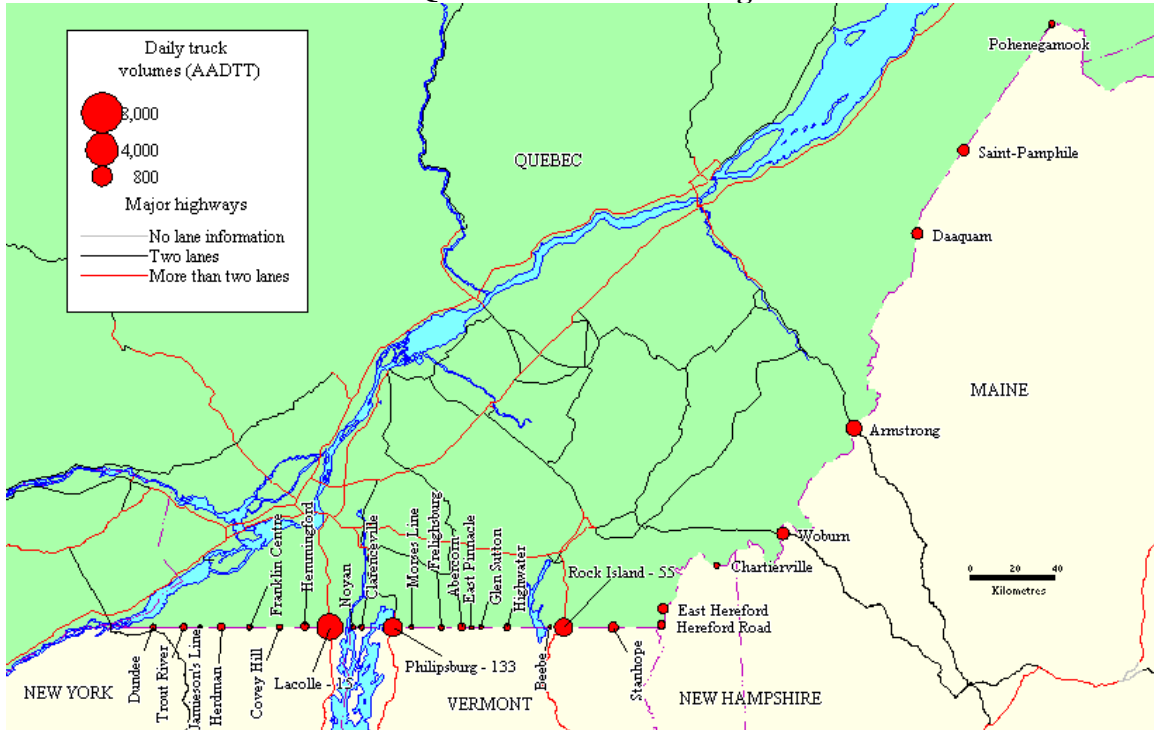 Daily truck
volumes (AADTT)
8,000
4,000
800
Major highways
No lane information
Two lanes
More than two lanes
Pohenegamook
QUEBEC
Saint-Pamphile
Daaquam
MAINE
Armstrong
Woburn
Chartierville
0 20 40
Kilometres
Franklin Centre
Hemmingford
Noyan
Clarenceville
Morses Line
Frelighsburg
Abercorn
East Pinnacle
Glen Sutton
Highwater
Rock Island - 55
East Hereford
Hereford Road
Dundee
Trout River
Jamieson's Line
Herdman
Covey Hill
Lacolle - 15
Philipsburg - 133
Beebe
Stanhope
NEW YORK
VERMONT
NEW HAMPSHIRE